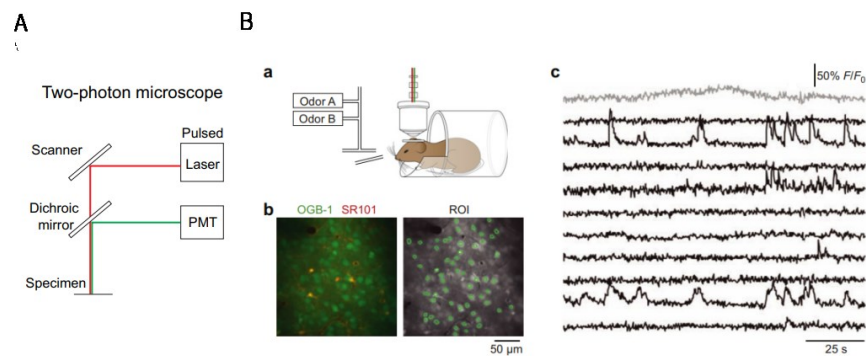 A
B
Two-photon microscope
Pulsed
Scanner
Laser
Dichroic
mirror
PMT
Specimen
a
Odor A
Odor B
b
OGB-1 SR101
ROI
50 µm
c
50% F/F0
25 s